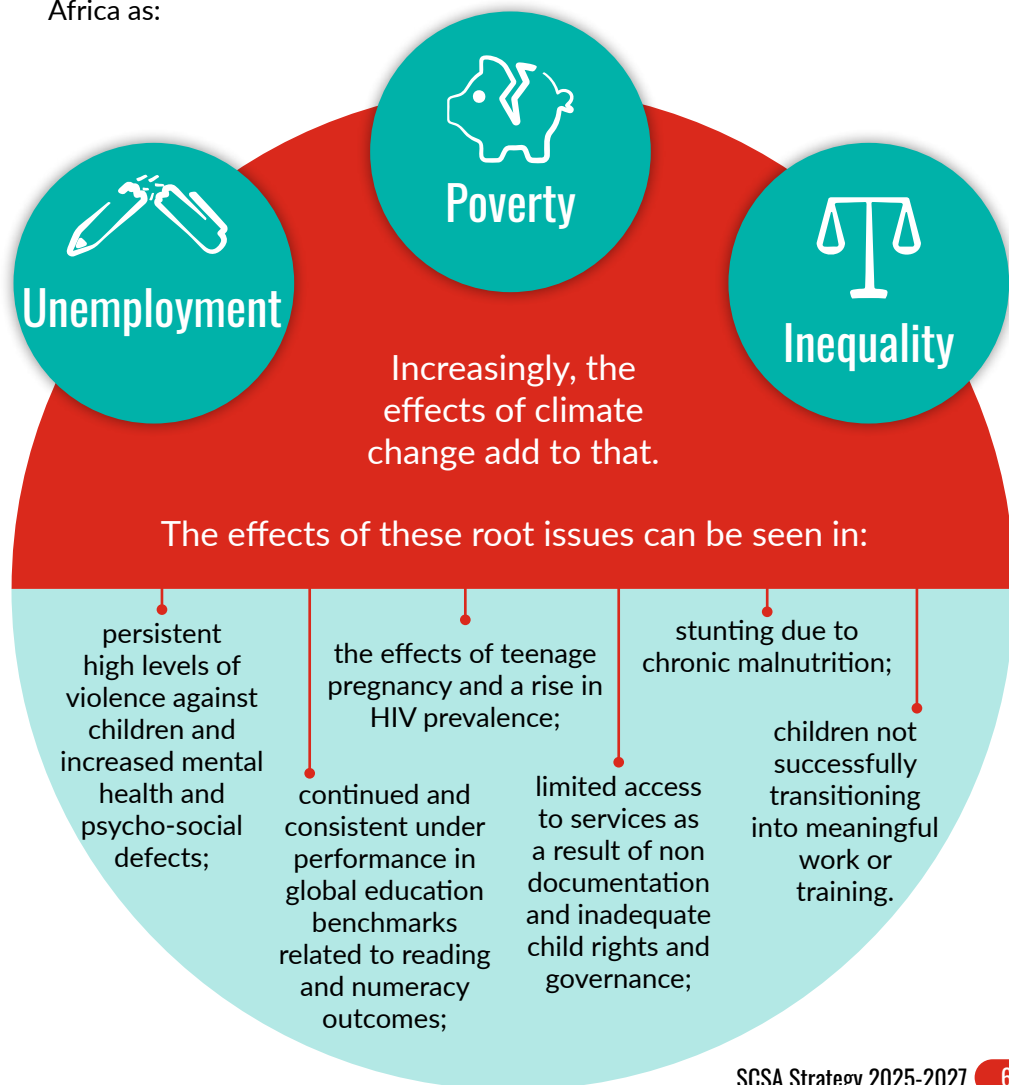 Africa as:
Poverty
Unemployment
Inequality
Increasingly, the
effects of climate
change add to that.
The effects of these root issues can be seen in:
persistent
high levels of
violence against
children and
increased mental
health and
psycho-social
defects;
continued and
consistent under
performance in
global education
benchmarks
related to reading
and numeracy
outcomes;
the effects of teenage
pregnancy and a rise in
HIV prevalence;
limited access
to services as
a result of non
documentation
and inadequate
child rights and
governance;
stunting due to
chronic malnutrition;
children not
successfully
transitioning
into meaningful
work or
training.
SCSA Strategy 2025-2027 6